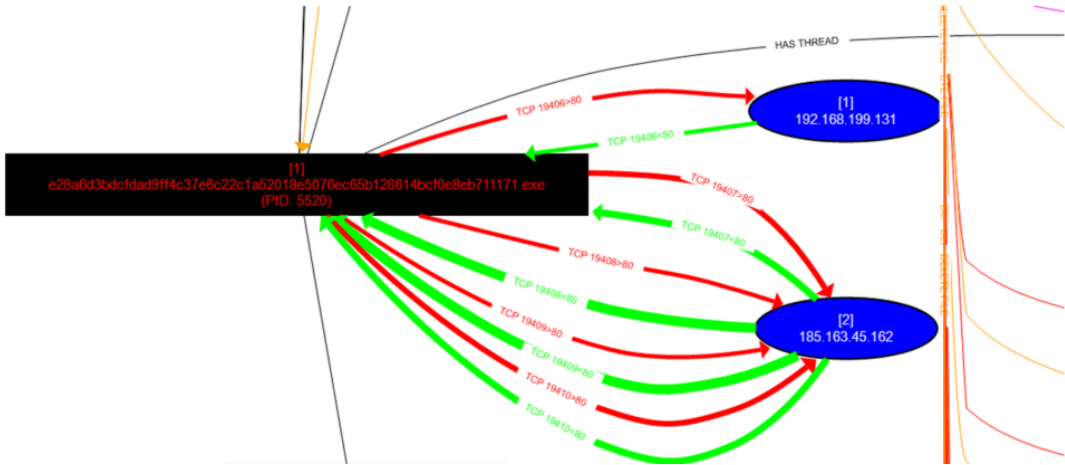 HAS THREAD
[1]
192.168.199.131
TCP 19406>80
TCP 19406<80
[1]
e28a6d3bdcfdad9ff4c37e6c22c1a52018e5076ec65b128614bcf0e8eb711171.exe
(PID: 5520)
TCP 19407>80
TCP 19407<80
TCP 19408>80
TCP 19408<80
[2]
185.163.45.162
TCP 19409>80
TCP 19409<80
TCP 19410>80
TCP 19410<80